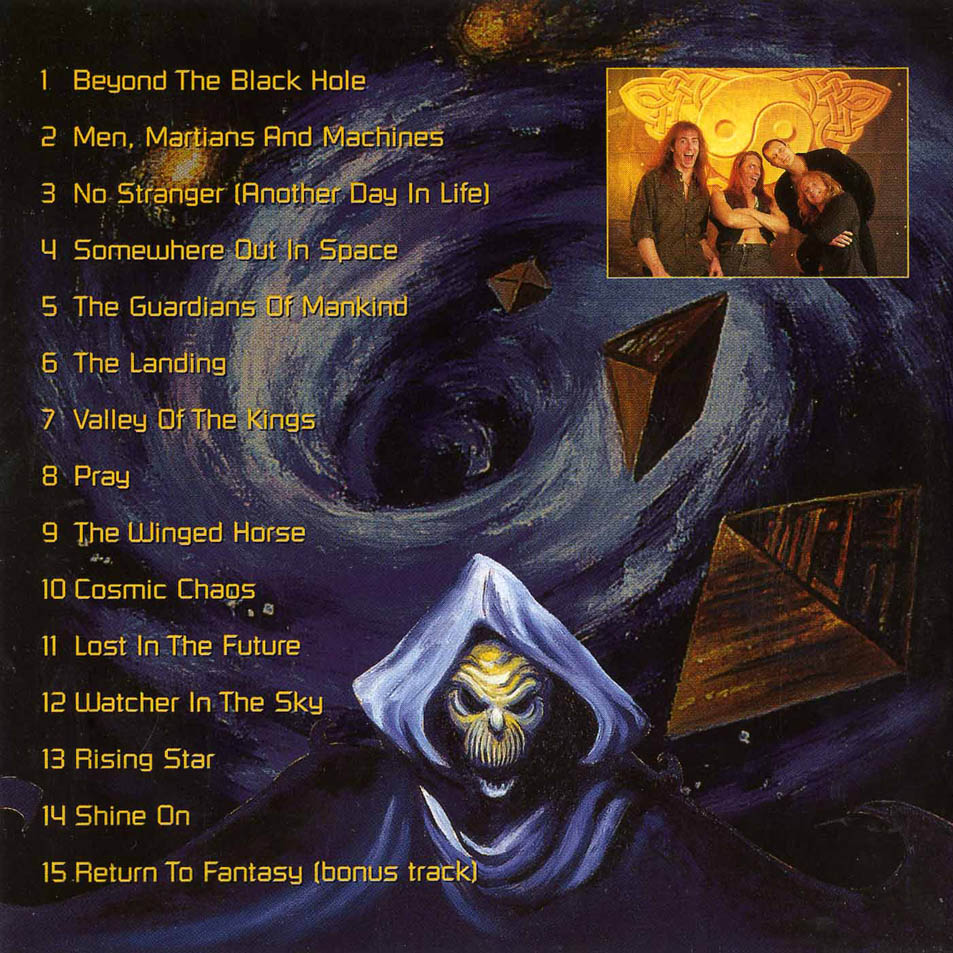 1 Beyond The Black Hole
2 Men, Martians And Machines
3 No Stranger (Another Day In Life)
4 Somewhere Out In Space
5 The Guardians Of Mankind
6 The Landing
7 Valley Of The Kings
8 Pray
9 The Winged Horse
10 Cosmic Chaos
11 Lost In The Future
12 Watcher In The Sky
13 Rising Star
14 Shine On
15 Return To Fantasy (bonus track)